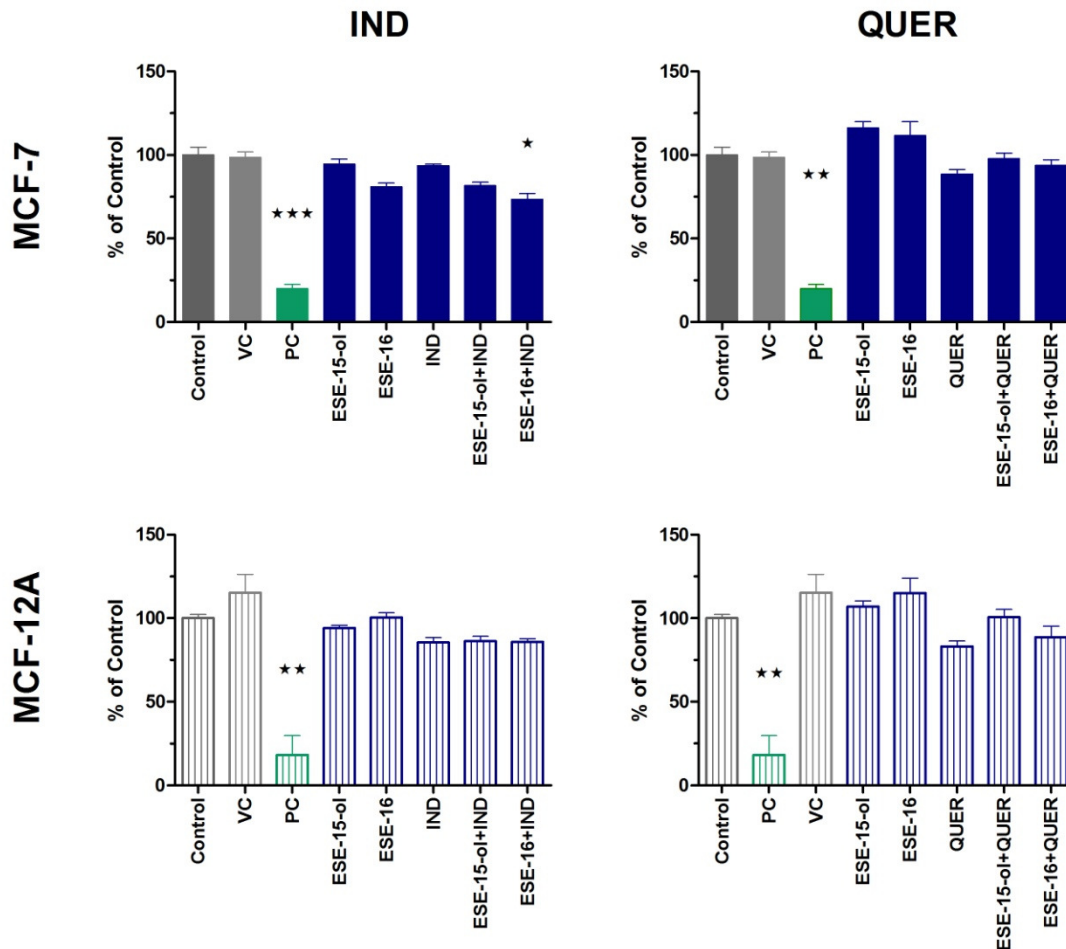 IND
QUER
MCF-7
% of Control
150
100
50
0
★★★
★
Control
VC
PC
ESE-15-ol
ESE-16
IND
ESE-15-ol+IND
ESE-16+IND
% of Control
150
100
50
0
★★
Control
VC
PC
ESE-15-ol
ESE-16
QUER
ESE-15-ol+QUER
ESE-16+QUER
MCF-12A
% of Control
150
100
50
0
★★
Control
VC
PC
ESE-15-ol
ESE-16
IND
ESE-15-ol+IND
ESE-16+IND
% of Control
150
100
50
0
★★
Control
PC
VC
ESE-15-ol
ESE-16
QUER
ESE-15-ol+QUER
ESE-16+QUER